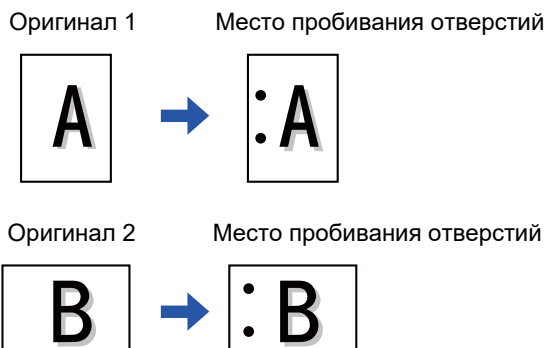 Оригинал 1 Место пробивания отверстий
A :A
Оригинал 2 Место пробивания отверстий
B :B